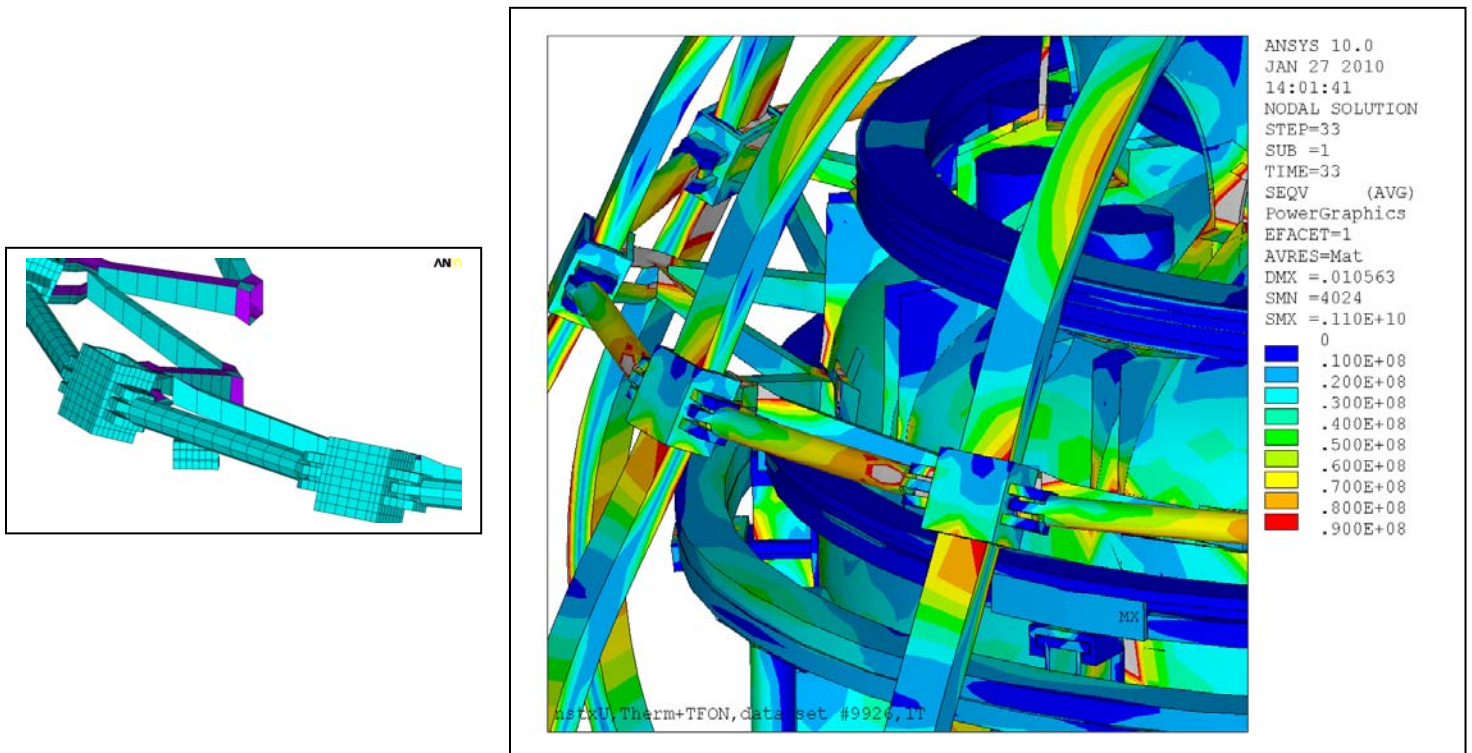 AN
ANSYS 10.0
JAN 27 2010
14:01:41
NODAL SOLUTION
STEP=33
SUB =1
TIME=33
SEQV (AVG)
PowerGraphics
EFACET=1
AVRES=Mat
DMX =.010563
SMN =4024
SMX =.110E+10
0
.100E+08
.200E+08
.300E+08
.400E+08
.500E+08
.600E+08
.700E+08
.800E+08
.900E+08
MX
nstxU,Therm+TFON,data set #9926,1T